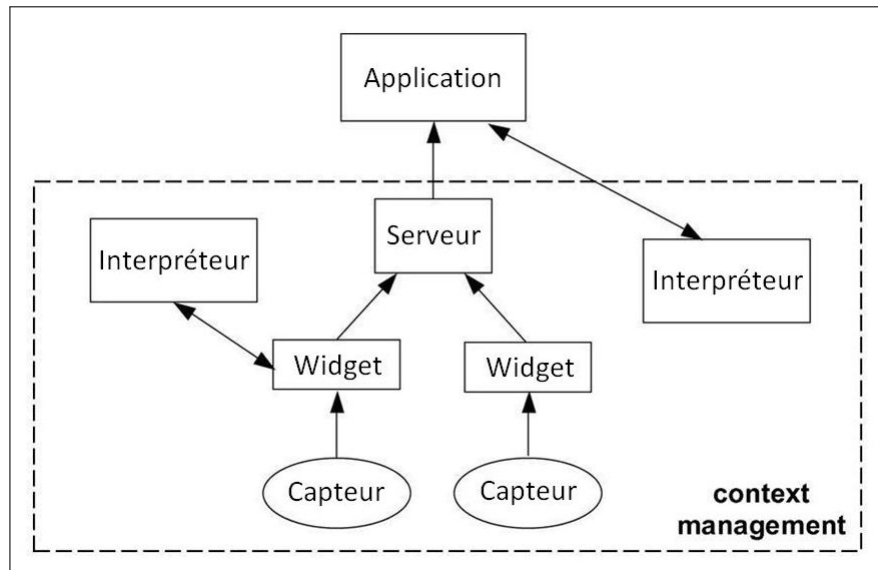 Application
Serveur
Interpréteur
Interpréteur
Widget
Widget
Capteur
Capteur
context
management